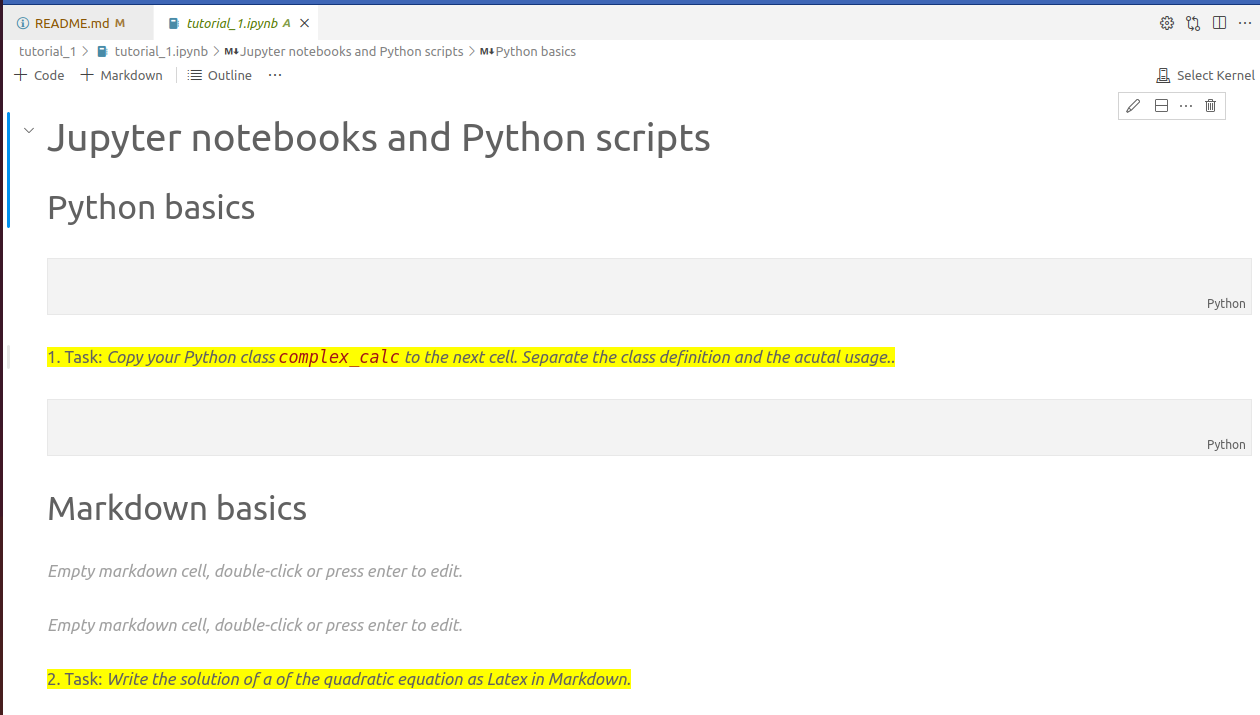 README.md M tutorial_1.ipynb A
tutorial_1 > tutorial_1.ipynb > M↓Jupyter notebooks and Python scripts > M↓Python basics
+ Code + Markdown Outline ··· Select Kernel
Jupyter notebooks and Python scripts
Python basics
Python
1. Task: Copy your Python class complex_calc to the next cell. Separate the class definition and the acutal usage..
Python
Markdown basics
Empty markdown cell, double-click or press enter to edit.
Empty markdown cell, double-click or press enter to edit.
2. Task: Write the solution of a of the quadratic equation as Latex in Markdown.